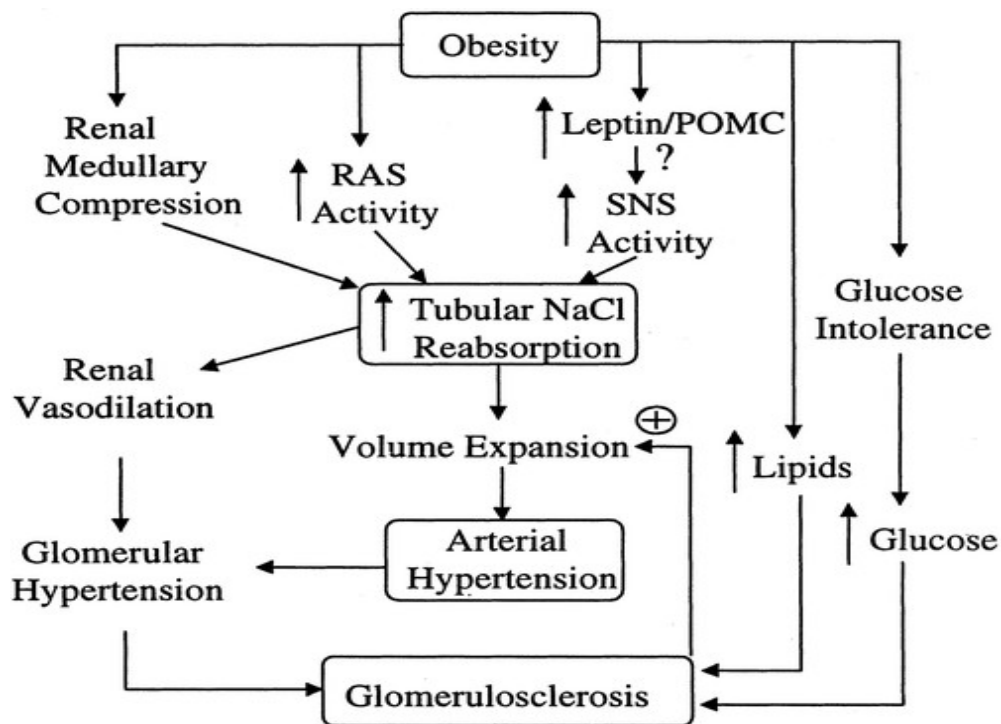 Obesity
Renal
Medullary
Compression
RAS
Activity
Leptin/POMC
?
SNS
Activity
Tubular NaCl
Reabsorption
Glucose
Intolerance
Renal
Vasodilation
+
Volume Expansion
Lipids
Glucose
Arterial
Hypertension
Glomerular
Hypertension
Glomerulosclerosis